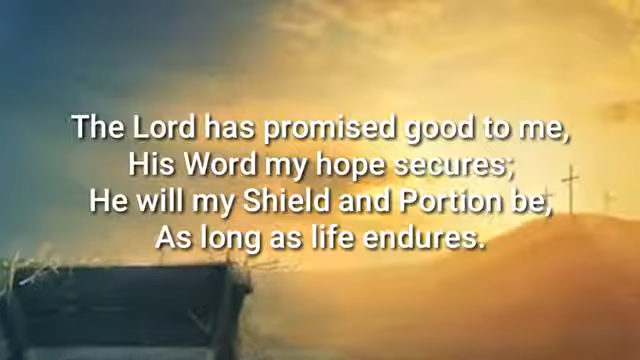 The Lord has promised good to me,
His Word my hope secures;
He will my Shield and Portion be,
As long as life endures.